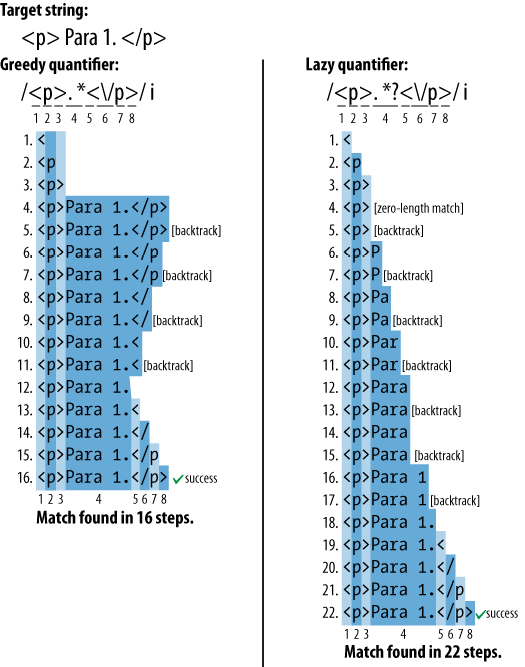 Target string:
<p> Para 1. </p>
Greedy quantifier:
/<p>.*<\/p>/i
1 2 3 4 5 6 7 8
1. <
2. <p
3. <p>
4. <p>Para 1.</p>
5. <p>Para 1.</p> [backtrack]
6. <p>Para 1.</p
7. <p>Para 1.</p [backtrack]
8. <p>Para 1.</
9. <p>Para 1.</ [backtrack]
10. <p>Para 1.<
11. <p>Para 1.< [backtrack]
12. <p>Para 1.
13. <p>Para 1.<
14. <p>Para 1.</
15. <p>Para 1.</p
16. <p>Para 1.</p> ✓success
1 2 3 4 5 6 7 8
Match found in 16 steps.
Lazy quantifier:
/<p>.*?<\/p>/i
1 2 3 4 5 6 7 8
1. <
2. <p
3. <p>
4. <p> [zero-length match]
5. <p> [backtrack]
6. <p>P
7. <p>P [backtrack]
8. <p>Pa
9. <p>Pa [backtrack]
10. <p>Par
11. <p>Par [backtrack]
12. <p>Para
13. <p>Para [backtrack]
14. <p>Para
15. <p>Para [backtrack]
16. <p>Para 1
17. <p>Para 1 [backtrack]
18. <p>Para 1.
19. <p>Para 1.<
20. <p>Para 1.</
21. <p>Para 1.</p
22. <p>Para 1.</p> ✓success
1 2 3 4 5 6 7 8
Match found in 22 steps.